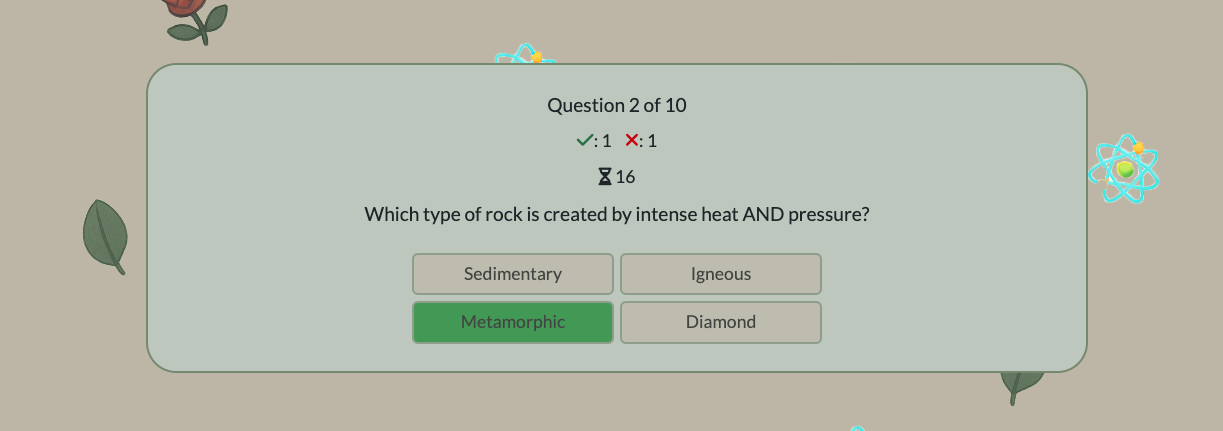 Question 2 of 10
✓: 1 ✕: 1
16
Which type of rock is created by intense heat AND pressure?
Sedimentary Igneous
Metamorphic Diamond